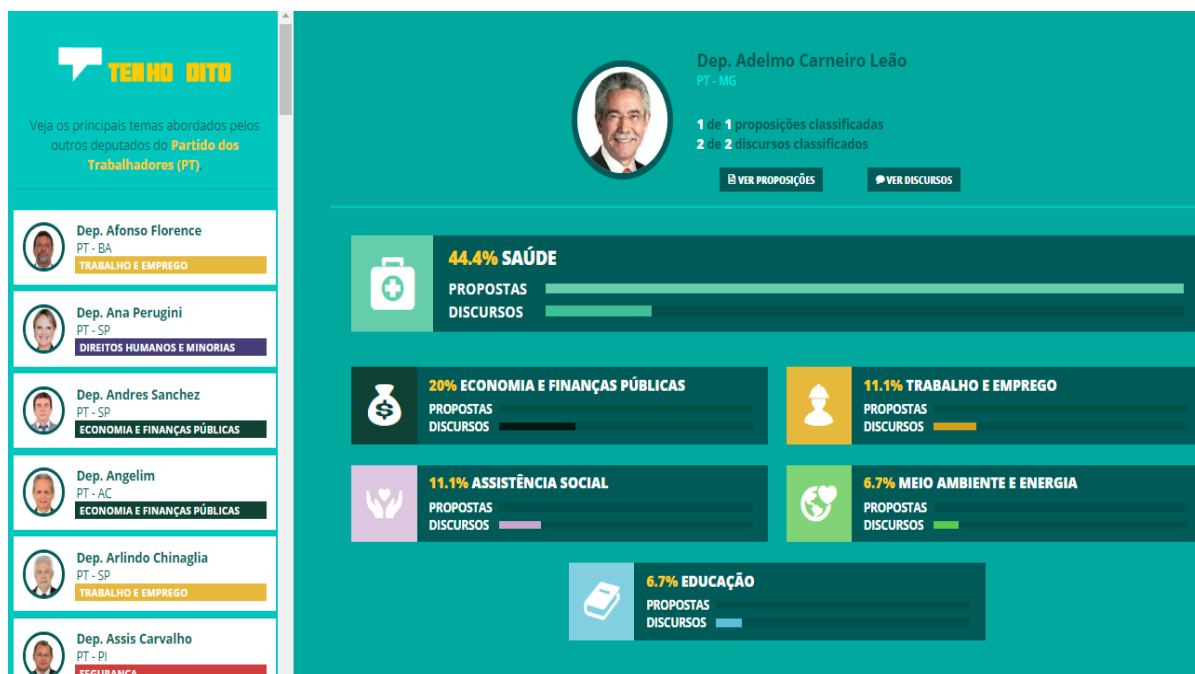 TENHO DITO
Veja os principais temas abordados pelos
outros deputados do Partido dos
Trabalhadores (PT).
Dep. Afonso Florence
PT - BA
TRABALHO E EMPREGO
Dep. Ana Perugini
PT - SP
DIREITOS HUMANOS E MINORIAS
Dep. Andres Sanchez
PT - SP
ECONOMIA E FINANÇAS PÚBLICAS
Dep. Angelim
PT - AC
ECONOMIA E FINANÇAS PÚBLICAS
Dep. Arlindo Chinaglia
PT - SP
TRABALHO E EMPREGO
Dep. Assis Carvalho
PT - PI
SEGURANÇA
Dep. Adelmo Carneiro Leão
PT - MG
1 de 1 proposições classificadas
2 de 2 discursos classificados
VER PROPOSIÇÕES
VER DISCURSOS
44.4% SAÚDE
PROPOSTAS
DISCURSOS
20% ECONOMIA E FINANÇAS PÚBLICAS
PROPOSTAS
DISCURSOS
11.1% TRABALHO E EMPREGO
PROPOSTAS
DISCURSOS
11.1% ASSISTÊNCIA SOCIAL
PROPOSTAS
DISCURSOS
6.7% MEIO AMBIENTE E ENERGIA
PROPOSTAS
DISCURSOS
6.7% EDUCAÇÃO
PROPOSTAS
DISCURSOS